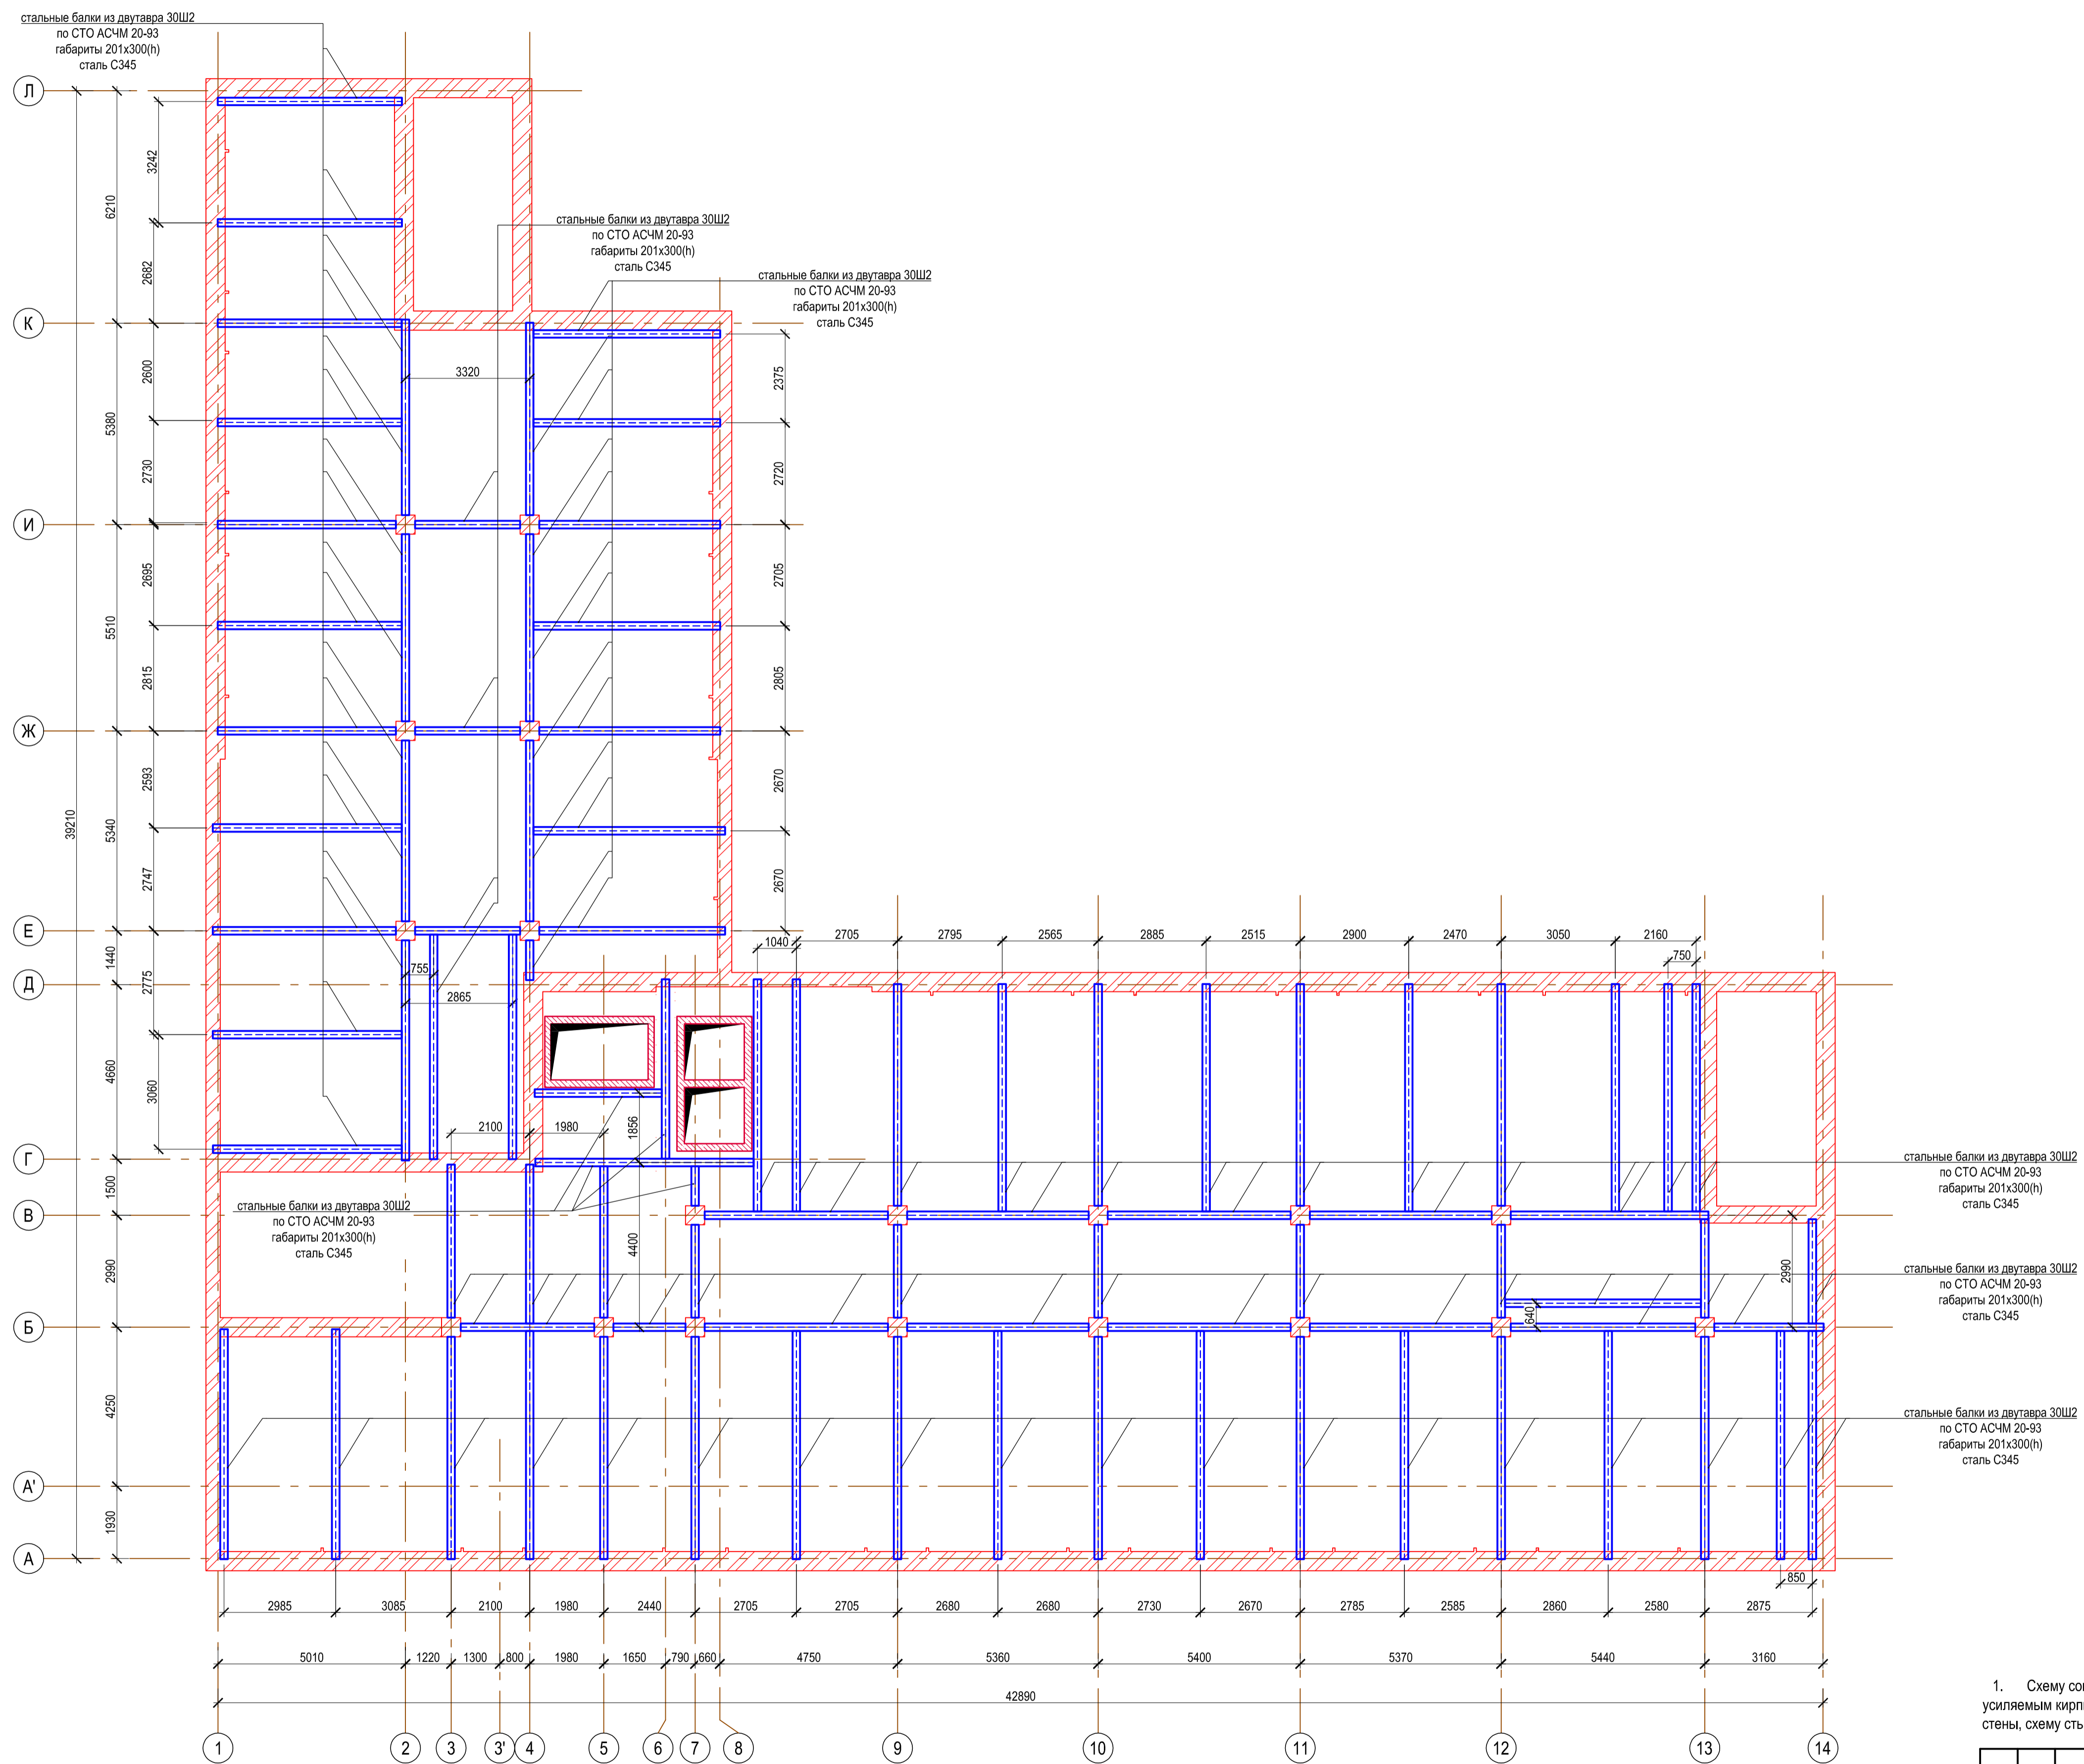 стальные балки из двутавра 30Ш2
по СТО АСЧМ 20-93
габариты 201х300(h)
сталь С345
Л
3242
6210
стальные балки из двутавра 30Ш2
по СТО АСЧМ 20-93
габариты 201х300(h)
сталь С345
2682
стальные балки из двутавра 30Ш2
по СТО АСЧМ 20-93
габариты 201х300(h)
сталь С345
К
2600
3320
2375
5380
2730
2720
И
2695
2705
5510
2815
2805
Ж
2593
2670
39210
5340
2747
2670
Е
1440
755
1040
2705
2795
2565
2885
2515
2900
2470
3050
2160
750
Д
2775
2865
4660
3060
2100
1980
1856
Г
стальные балки из двутавра 30Ш2
по СТО АСЧМ 20-93
габариты 201х300(h)
сталь С345
1500
стальные балки из двутавра 30Ш2
по СТО АСЧМ 20-93
габариты 201х300(h)
сталь С345
В
4400
2990
2990
стальные балки из двутавра 30Ш2
по СТО АСЧМ 20-93
габариты 201х300(h)
сталь С345
640
Б
4250
стальные балки из двутавра 30Ш2
по СТО АСЧМ 20-93
габариты 201х300(h)
сталь С345
А'
1930
А
850
2985
3085
2100
1980
2440
2705
2705
2680
2680
2730
2670
2785
2585
2860
2580
2875
5010
1220
1300
800
1980
1650
790
660
4750
5360
5400
5370
5440
3160
42890
1. Схему
усиляемым
стены, схему
1
2
3
3'
4
5
6
7
8
9
10
11
12
13
14